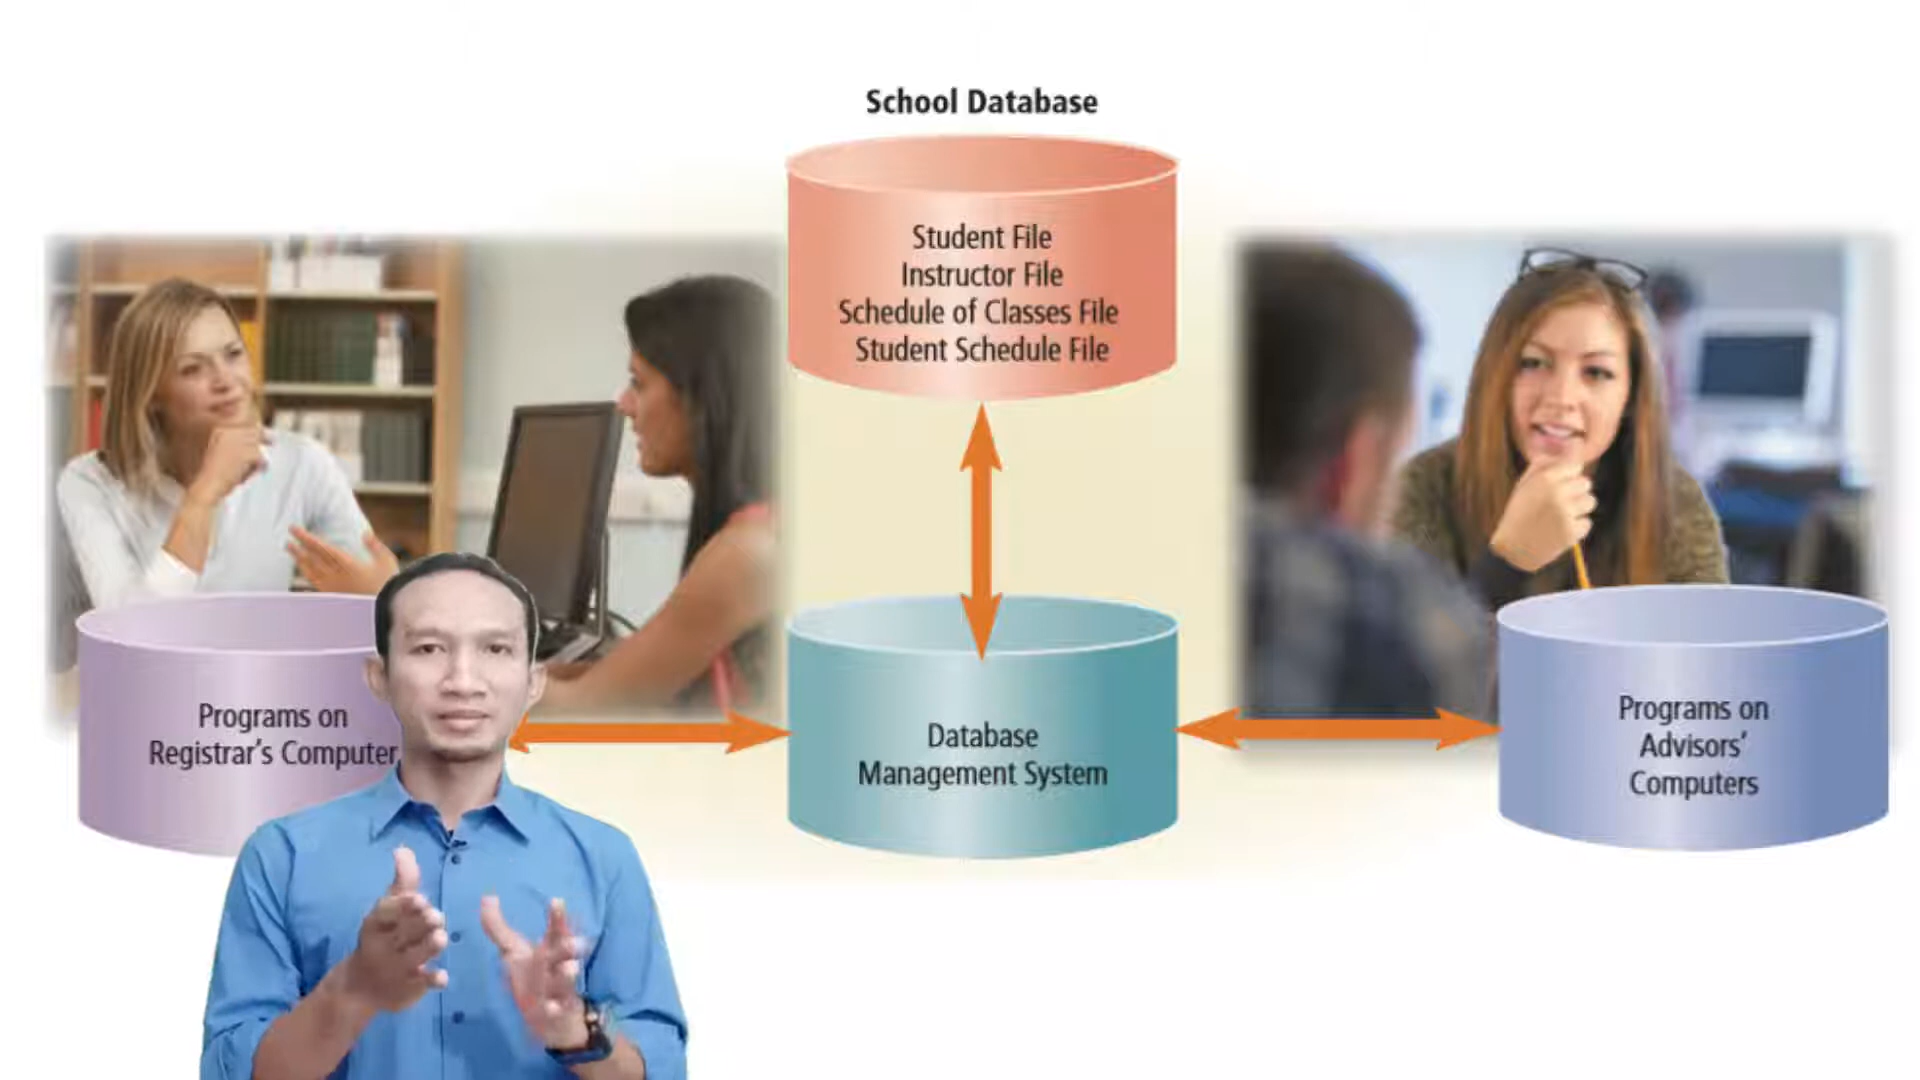 School Database
Student File
Instructor File
Schedule of Classes File
Student Schedule File
Programs on
Registrar's Computer
Database
Management System
Programs on
Advisors'
Computers